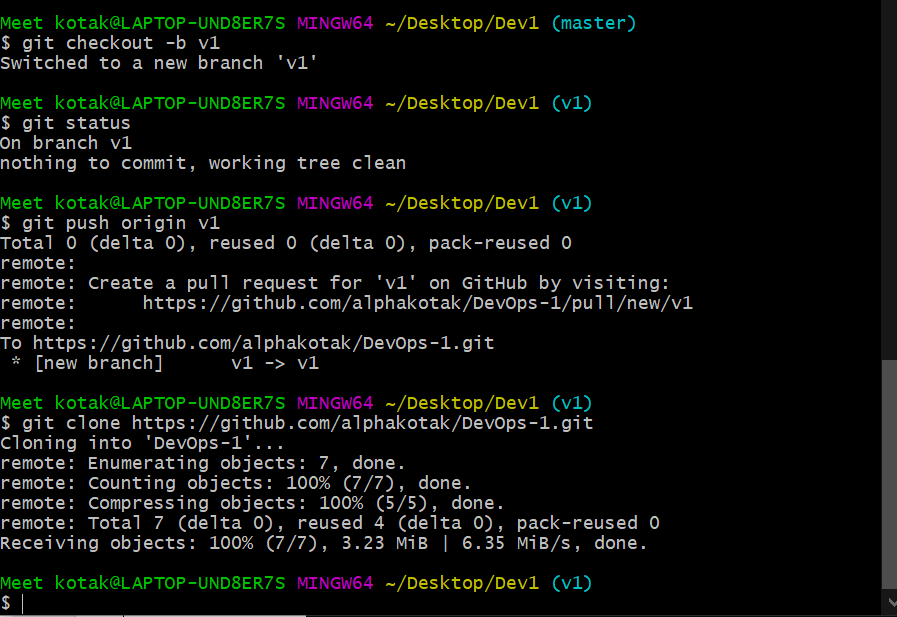 Meet kotak@LAPTOP-UND8ER7S MINGW64 ~/Desktop/Dev1 (master)
$ git checkout -b v1
Switched to a new branch 'v1'
Meet kotak@LAPTOP-UND8ER7S MINGW64 ~/Desktop/Dev1 (v1)
$ git status
On branch v1
nothing to commit, working tree clean
Meet kotak@LAPTOP-UND8ER7S MINGW64 ~/Desktop/Dev1 (v1)
$ git push origin v1
Total 0 (delta 0), reused 0 (delta 0), pack-reused 0
remote:
remote: Create a pull request for 'v1' on GitHub by visiting:
remote:      https://github.com/alphakotak/DevOps-1/pull/new/v1
remote:
To https://github.com/alphakotak/DevOps-1.git
 * [new branch]      v1 -> v1
Meet kotak@LAPTOP-UND8ER7S MINGW64 ~/Desktop/Dev1 (v1)
$ git clone https://github.com/alphakotak/DevOps-1.git
Cloning into 'DevOps-1'...
remote: Enumerating objects: 7, done.
remote: Counting objects: 100% (7/7), done.
remote: Compressing objects: 100% (5/5), done.
remote: Total 7 (delta 0), reused 4 (delta 0), pack-reused 0
Receiving objects: 100% (7/7), 3.23 MiB | 6.35 MiB/s, done.
Meet kotak@LAPTOP-UND8ER7S MINGW64 ~/Desktop/Dev1 (v1)
$